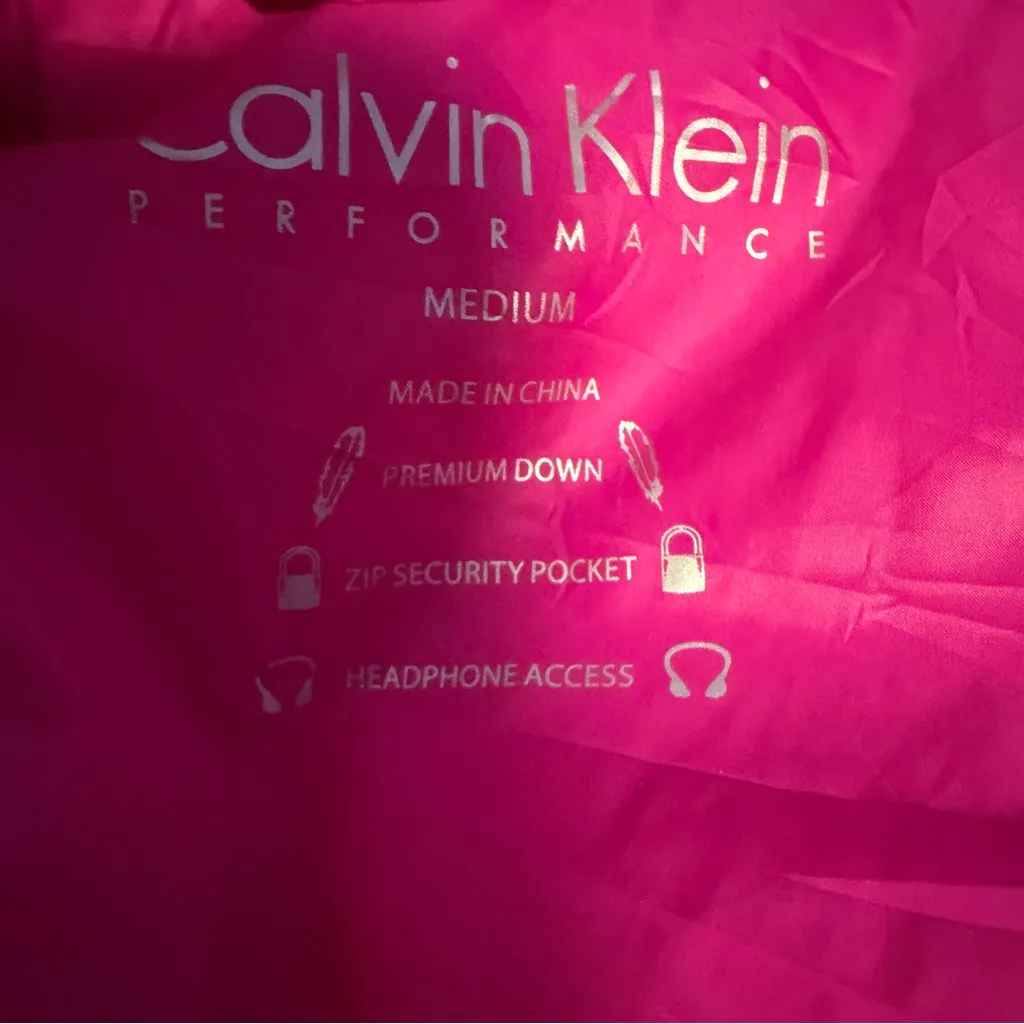 Calvin Klein
PERFORMANCE
MEDIUM
MADE IN CHINA
PREMIUM DOWN
ZIP SECURITY POCKET
HEADPHONE ACCESS